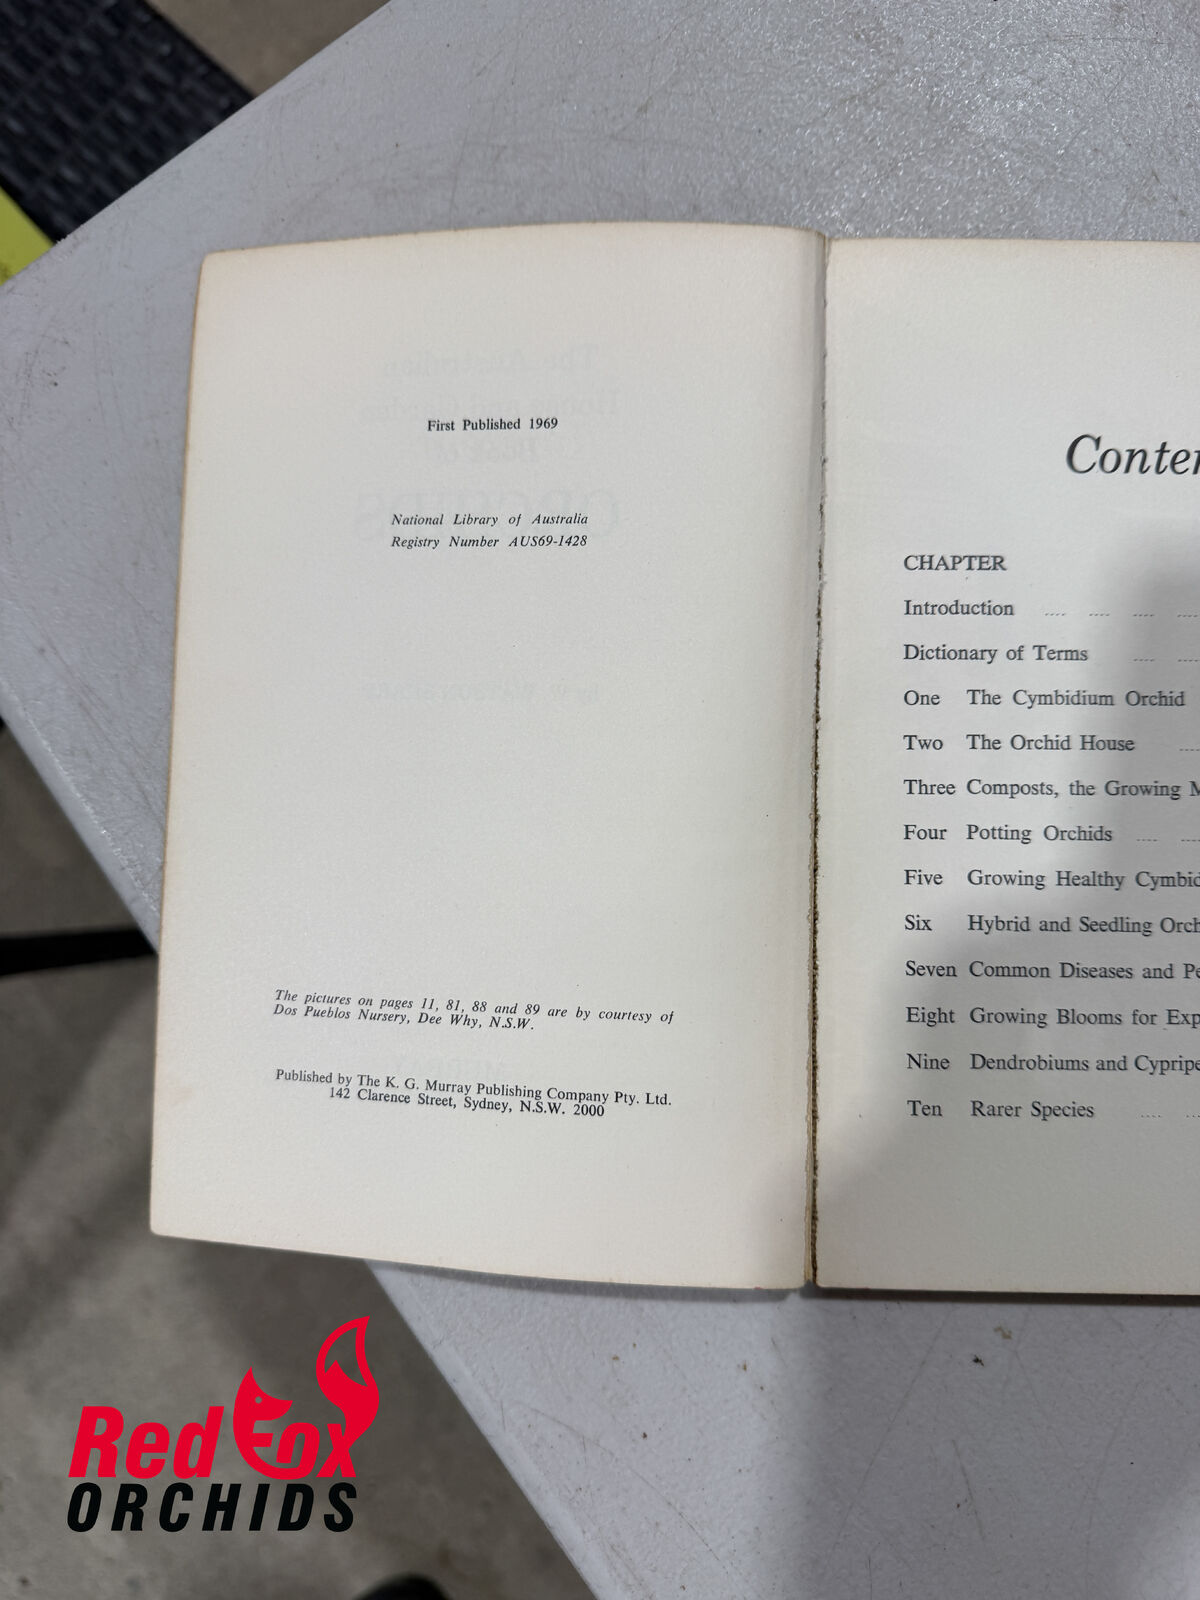 First Published 1969
National Library of Australia
Registry Number AUS69-1428
The pictures on pages 11, 81, 88 and 89 are by courtesy of
Dos Pueblos Nursery, Dee Why, N.S.W.
Published by The K. G. Murray Publishing Company Pty. Ltd.
142 Clarence Street, Sydney, N.S.W. 2000
CHAPTER
Introduction .... .... .... ....
Dictionary of Terms .... ....
One The Cymbidium Orchid
Two The Orchid House ....
Three Composts, the Growing
Four Potting Orchids .... ....
Five Growing Healthy
Six Hybrid and Seedling
Seven Common Diseases and
Eight Growing Blooms for
Nine Dendrobiums and
Ten Rarer Species .... ....
Red Fox
ORCHIDS